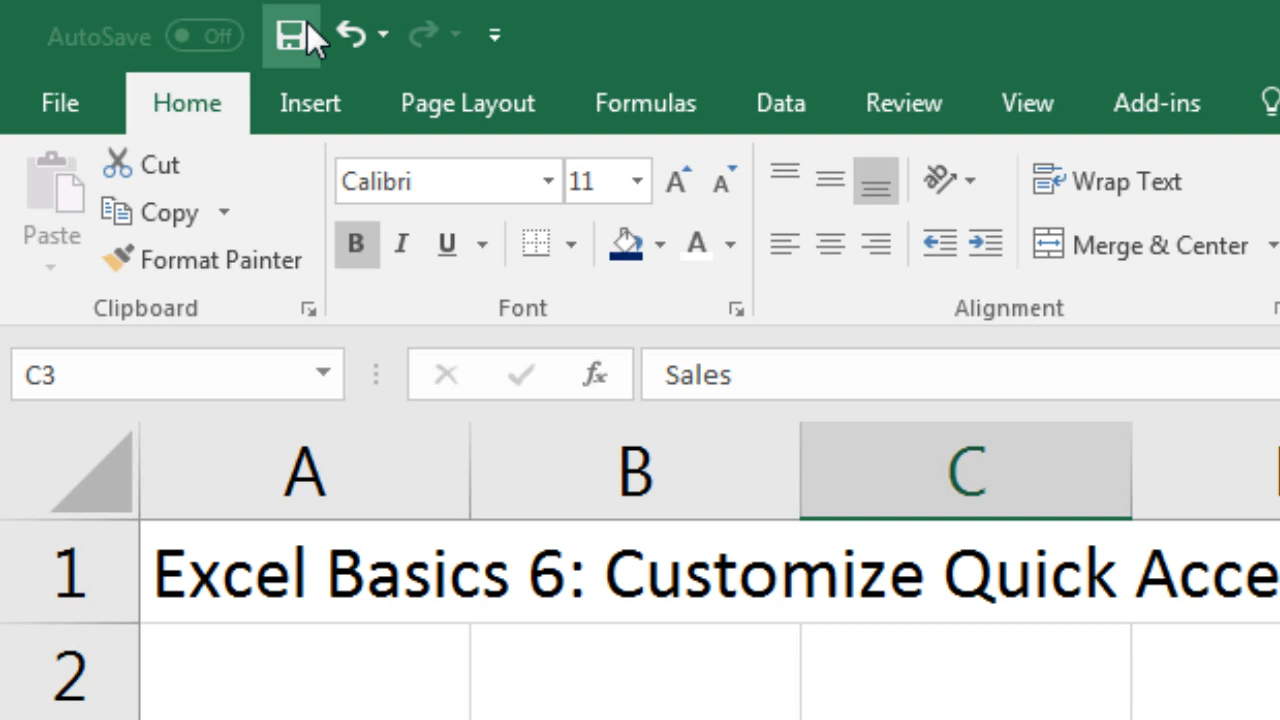 AutoSave Off
File Home Insert Page Layout Formulas Data Review View Add-ins
Paste
Cut
Copy
Format Painter
Clipboard
Calibri 11
B I U A
Font
Wrap Text
Merge & Center
Alignment
C3 fx Sales
A B C
1 Excel Basics 6: Customize Quick Acce
2